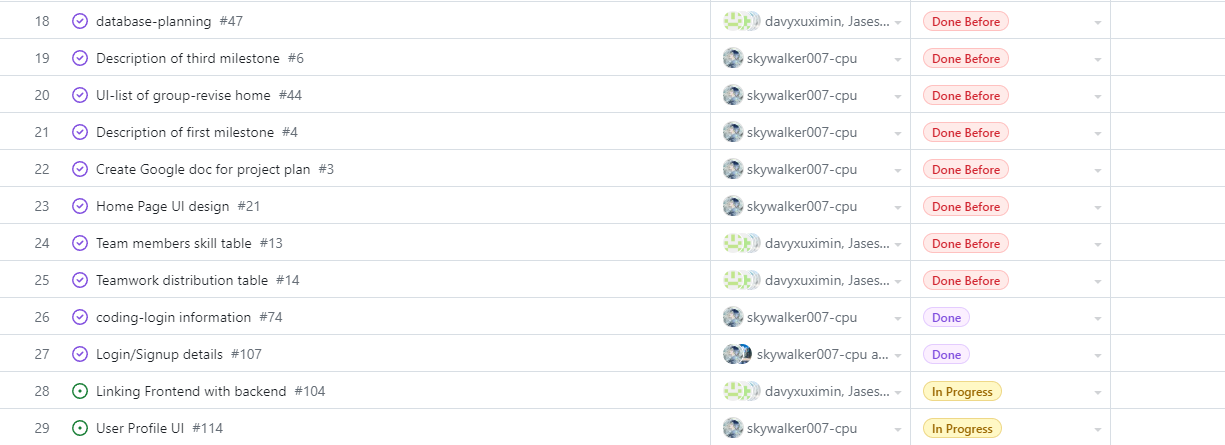 18 database-planning #47 davyxuximin, Jases... Done Before
19 Description of third milestone #6 skywalker007-cpu Done Before
20 UI-list of group-revise home #44 skywalker007-cpu Done Before
21 Description of first milestone #4 skywalker007-cpu Done Before
22 Create Google doc for project plan #3 skywalker007-cpu Done Before
23 Home Page UI design #21 skywalker007-cpu Done Before
24 Team members skill table #13 davyxuximin, Jases... Done Before
25 Teamwork distribution table #14 davyxuximin, Jases... Done Before
26 coding-login information #74 skywalker007-cpu Done
27 Login/Signup details #107 skywalker007-cpu a... Done
28 Linking Frontend with backend #104 davyxuximin, Jases... In Progress
29 User Profile UI #114 skywalker007-cpu In Progress